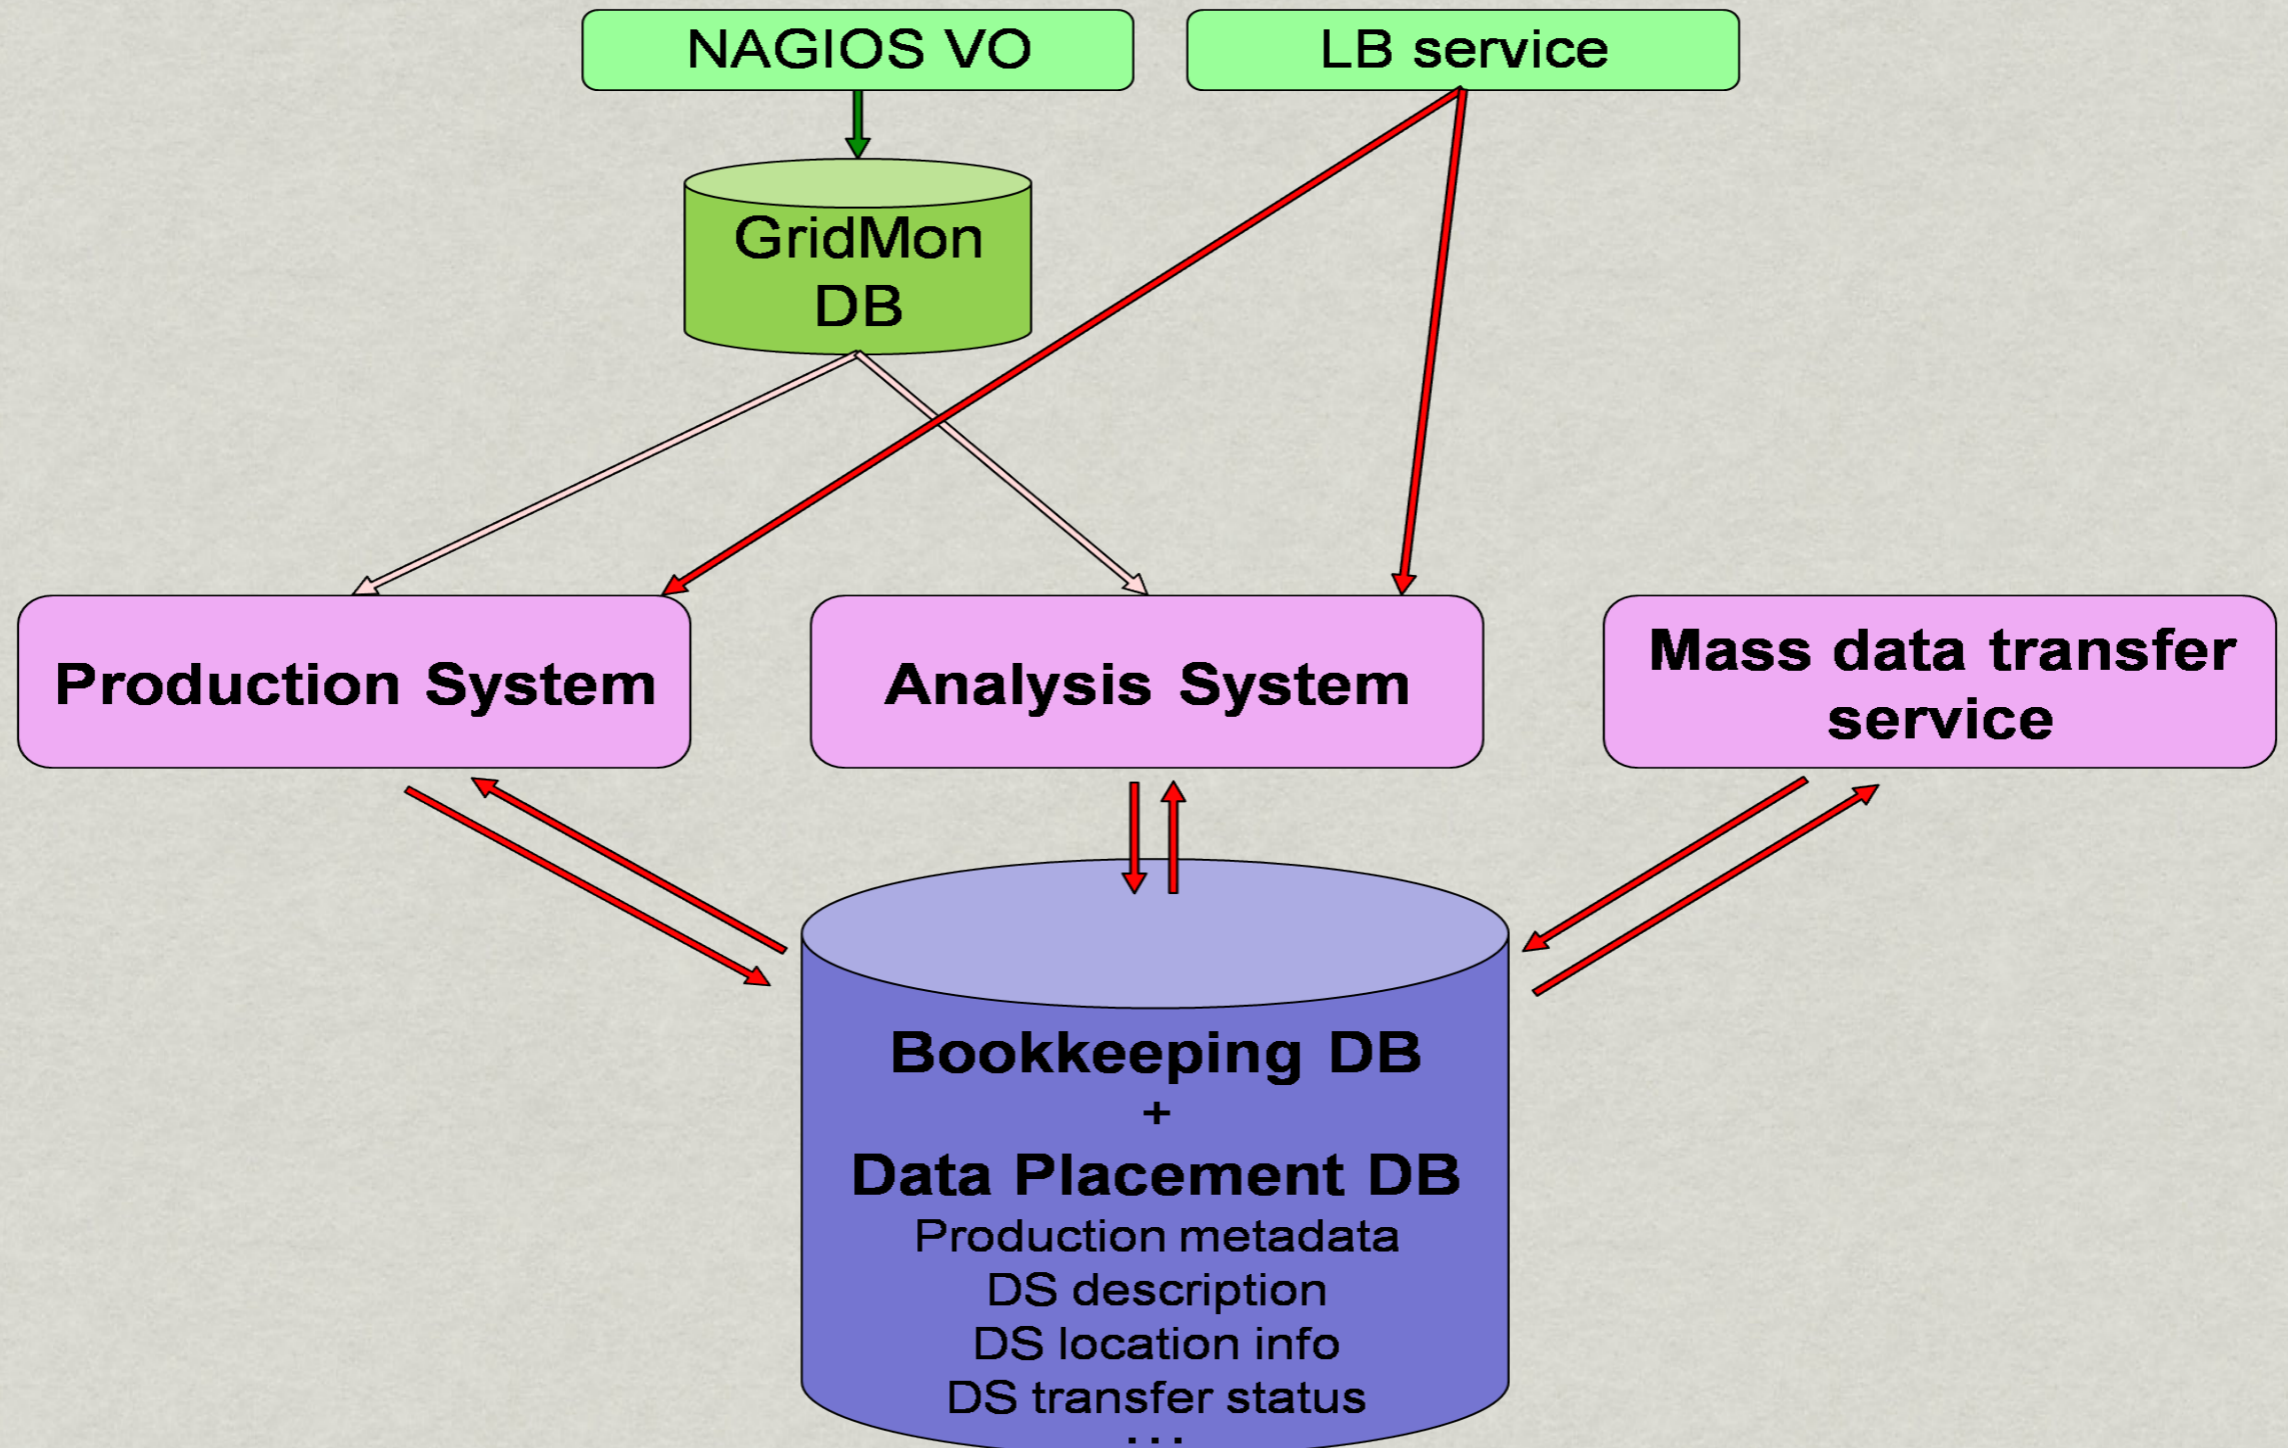 NAGIOS VO
LB service
GridMon
DB
Production System
Analysis System
Mass data transfer
service
Bookkeeping DB
+
Data Placement DB
Production metadata
DS description
DS location info
DS transfer status
...